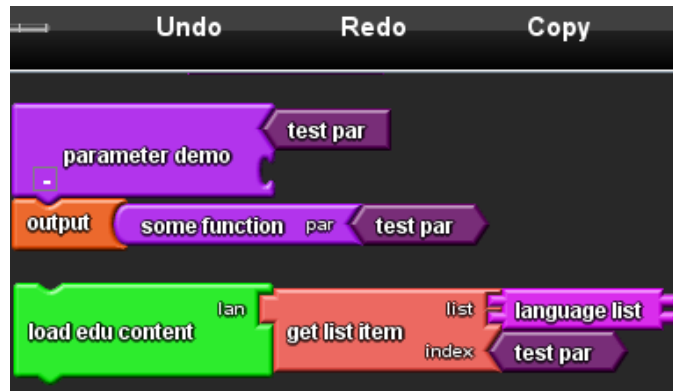 Undo Redo Copy
test par
parameter demo
-
output some function par test par
lan list language list
load edu content get list item
index test par